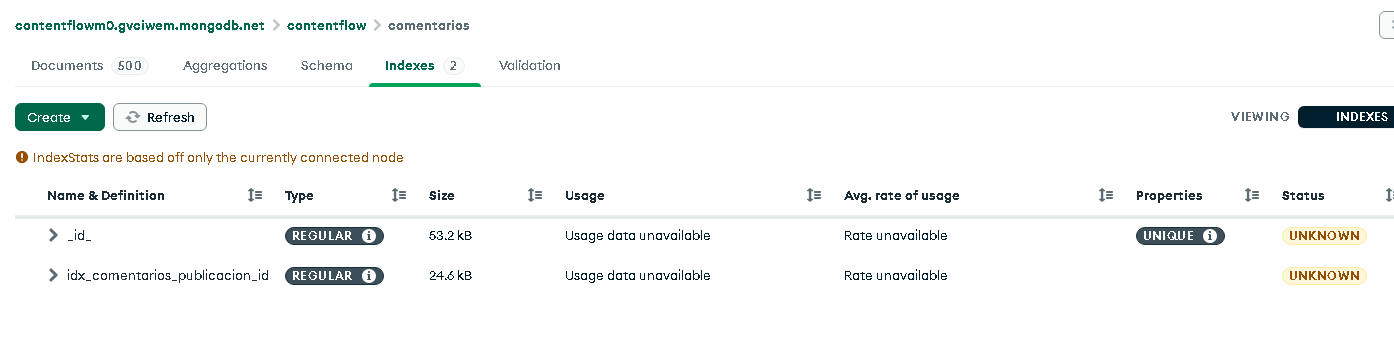 contentflowm0.gvciwem.mongodb.net > contentflow > comentarios
Documents 500 Aggregations Schema Indexes 2 Validation
Create Refresh VIEWING INDEXES
IndexStats are based off only the currently connected node
Name & Definition Type Size Usage Avg. rate of usage Properties Status
_id_ REGULAR 53.2 kB Usage data unavailable Rate unavailable UNIQUE UNKNOWN
idx_comentarios_publicacion_id REGULAR 24.6 kB Usage data unavailable Rate unavailable UNKNOWN